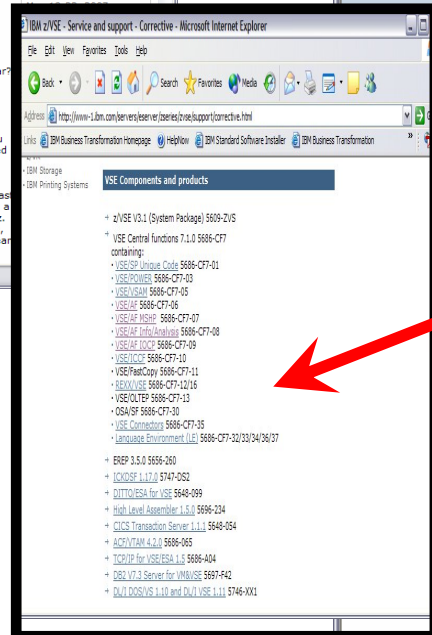 IBM z/VSE - Service and support - Corrective - Microsoft Internet Explorer
File Edit View Favorites Tools Help
Back Search Favorites Media
Address http://www-1.ibm.com/servers/eserver/zseries/zvse/support/corrective.html
Links IBM Business Transformation Homepage HelpNow IBM Standard Software Installer IBM Business Transformation
IBM Storage
IBM Printing Systems
VSE Components and products
z/VSE V3.1 (System Package) 5609-ZVS
VSE Central functions 7.1.0 5686-CF7
containing:
VSE/SP Unique Code 5686-CF7-01
VSE/POWER 5686-CF7-03
VSE/VSAM 5686-CF7-05
VSE/AF 5686-CF7-06
VSE/AF MSHP 5686-CF7-07
VSE/AF Info/Analysis 5686-CF7-08
VSE/AF IOCP 5686-CF7-09
VSE/ICCF 5686-CF7-10
VSE/FastCopy 5686-CF7-11
REXX/VSE 5686-CF7-12/16
VSE/OLTEP 5686-CF7-13
OSA/SF 5686-CF7-30
VSE Connectors 5686-CF7-35
Language Environment (LE) 5686-CF7-32/33/34/36/37
EREP 3.5.0 5656-260
ICKDSF 1.17.0 5747-DS2
DITTO/ESA for VSE 5648-099
High Level Assembler 1.5.0 5696-234
CICS Transaction Server 1.1.1 5648-054
ACF/VTAM 4.2.0 5686-065
TCP/IP for VSE/ESA 1.5 5686-A04
DB2 V7.3 Server for VM&VSE 5697-F42
DL/I DOS/VS 1.10 and DL/I VSE 1.11 5746-XX1